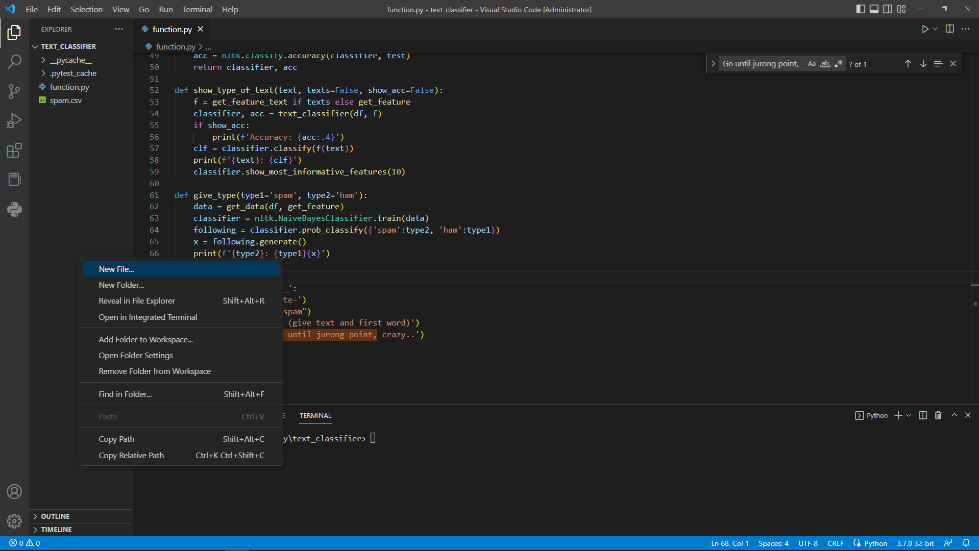 File Edit Selection View Go Run Terminal Help
function.py - text_classifier - Visual Studio Code [Administrator]
EXPLORER
TEXT_CLASSIFIER
__pycache__
.pytest_cache
function.py
spam.csv
OUTLINE
TIMELINE
function.py
function.py > ...
Go until jurong point,
Aa ab .*
? of 1
49 acc = nltk.classify.accuracy(classifier, test)
50 return classifier, acc
51
52 def show_type_of_text(text, texts=False, show_acc=False):
53 f = get_feature_text if texts else get_feature
54 classifier, acc = text_classifier(df, f)
55 if show_acc:
56 print(f'Accuracy: {acc:.4}')
57 clf = classifier.classify(f(text))
58 print(f'{text}: {clf}')
59 classifier.show_most_informative_features(10)
60
61 def give_type(type1='spam', type2='ham'):
62 data = get_data(df, get_feature)
63 classifier = nltk.NaiveBayesClassifier.train(data)
64 following = classifier.prob_classify({'spam':type2, 'ham':type1})
65 x = following.generate()
66 print(f'{type2}: {type1}{x}')
_':
te-')
spam")
(give text and first word)')
until jurong point, crazy..')
New File...
New Folder...
Reveal in File Explorer Shift+Alt+R
Open in Integrated Terminal
Add Folder to Workspace...
Open Folder Settings
Remove Folder from Workspace
Find in Folder... Shift+Alt+F
Paste Ctrl+V
Copy Path Shift+Alt+C
Copy Relative Path Ctrl+K Ctrl+Shift+C
TERMINAL
Python
y\text_classifier>
0 0
Ln 68, Col 1 Spaces: 4 UTF-8 CRLF Python 3.7.0 32-bit